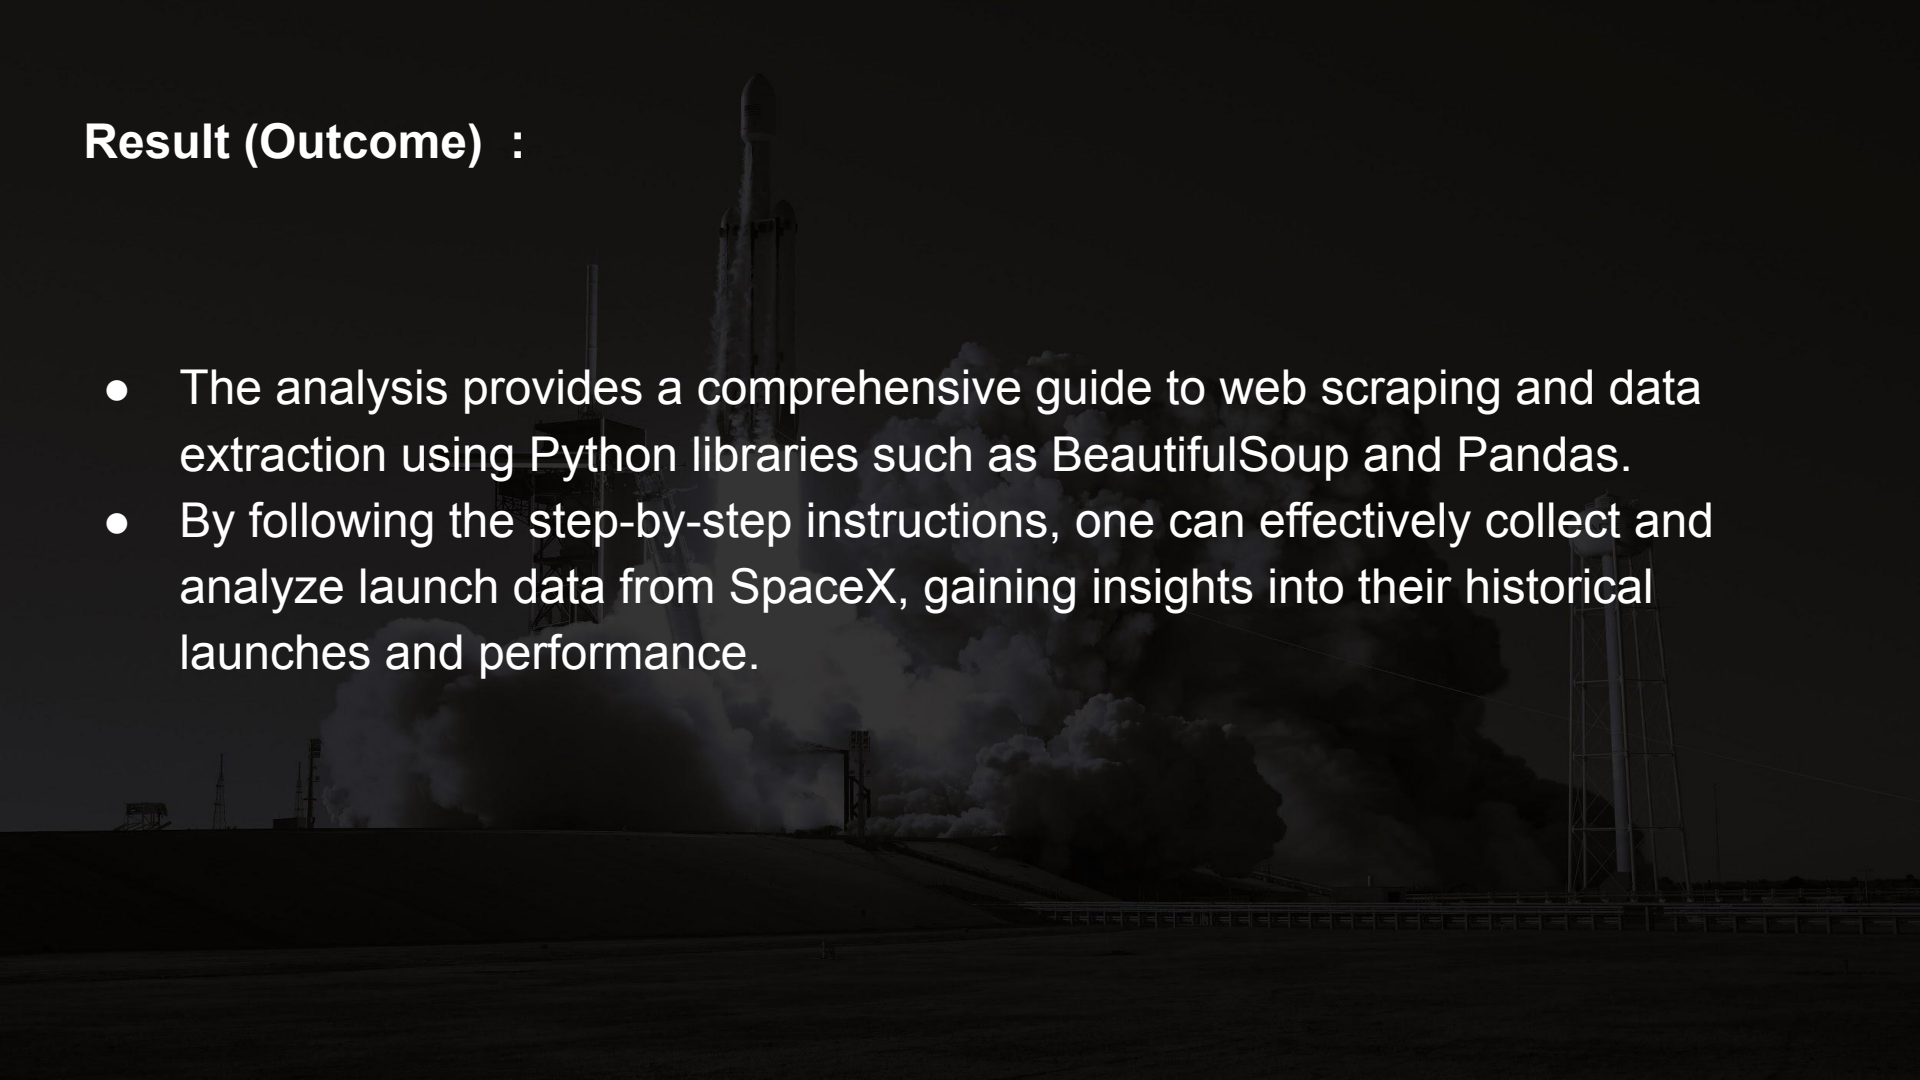 Result (Outcome)  :
● The analysis provides a comprehensive guide to web scraping and data
extraction using Python libraries such as BeautifulSoup and Pandas.
● By following the step-by-step instructions, one can effectively collect and
analyze launch data from SpaceX, gaining insights into their historical
launches and performance.